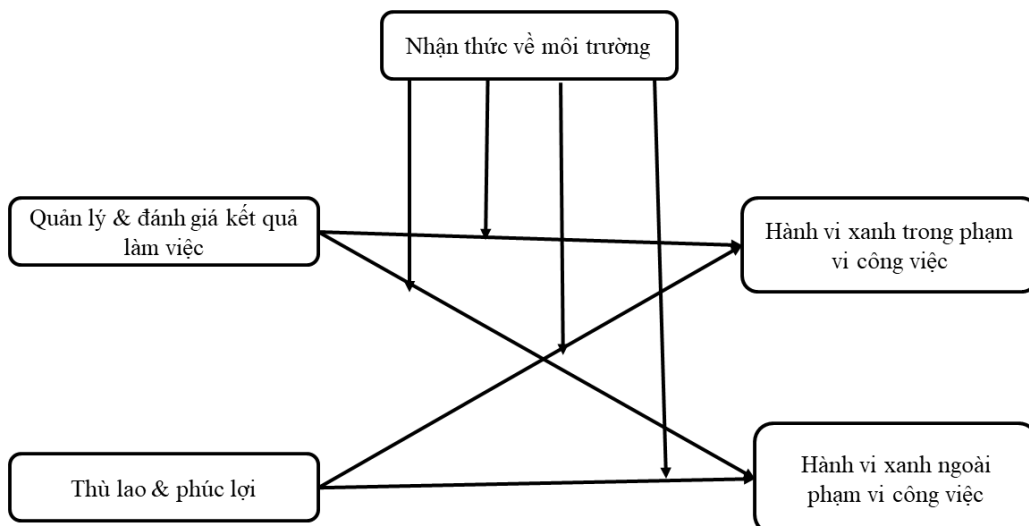 Nhận thức về môi trường
Quản lý & đánh giá kết quả
làm việc
Hành vi xanh trong phạm
vi công việc
Thù lao & phúc lợi
Hành vi xanh ngoài
phạm vi công việc